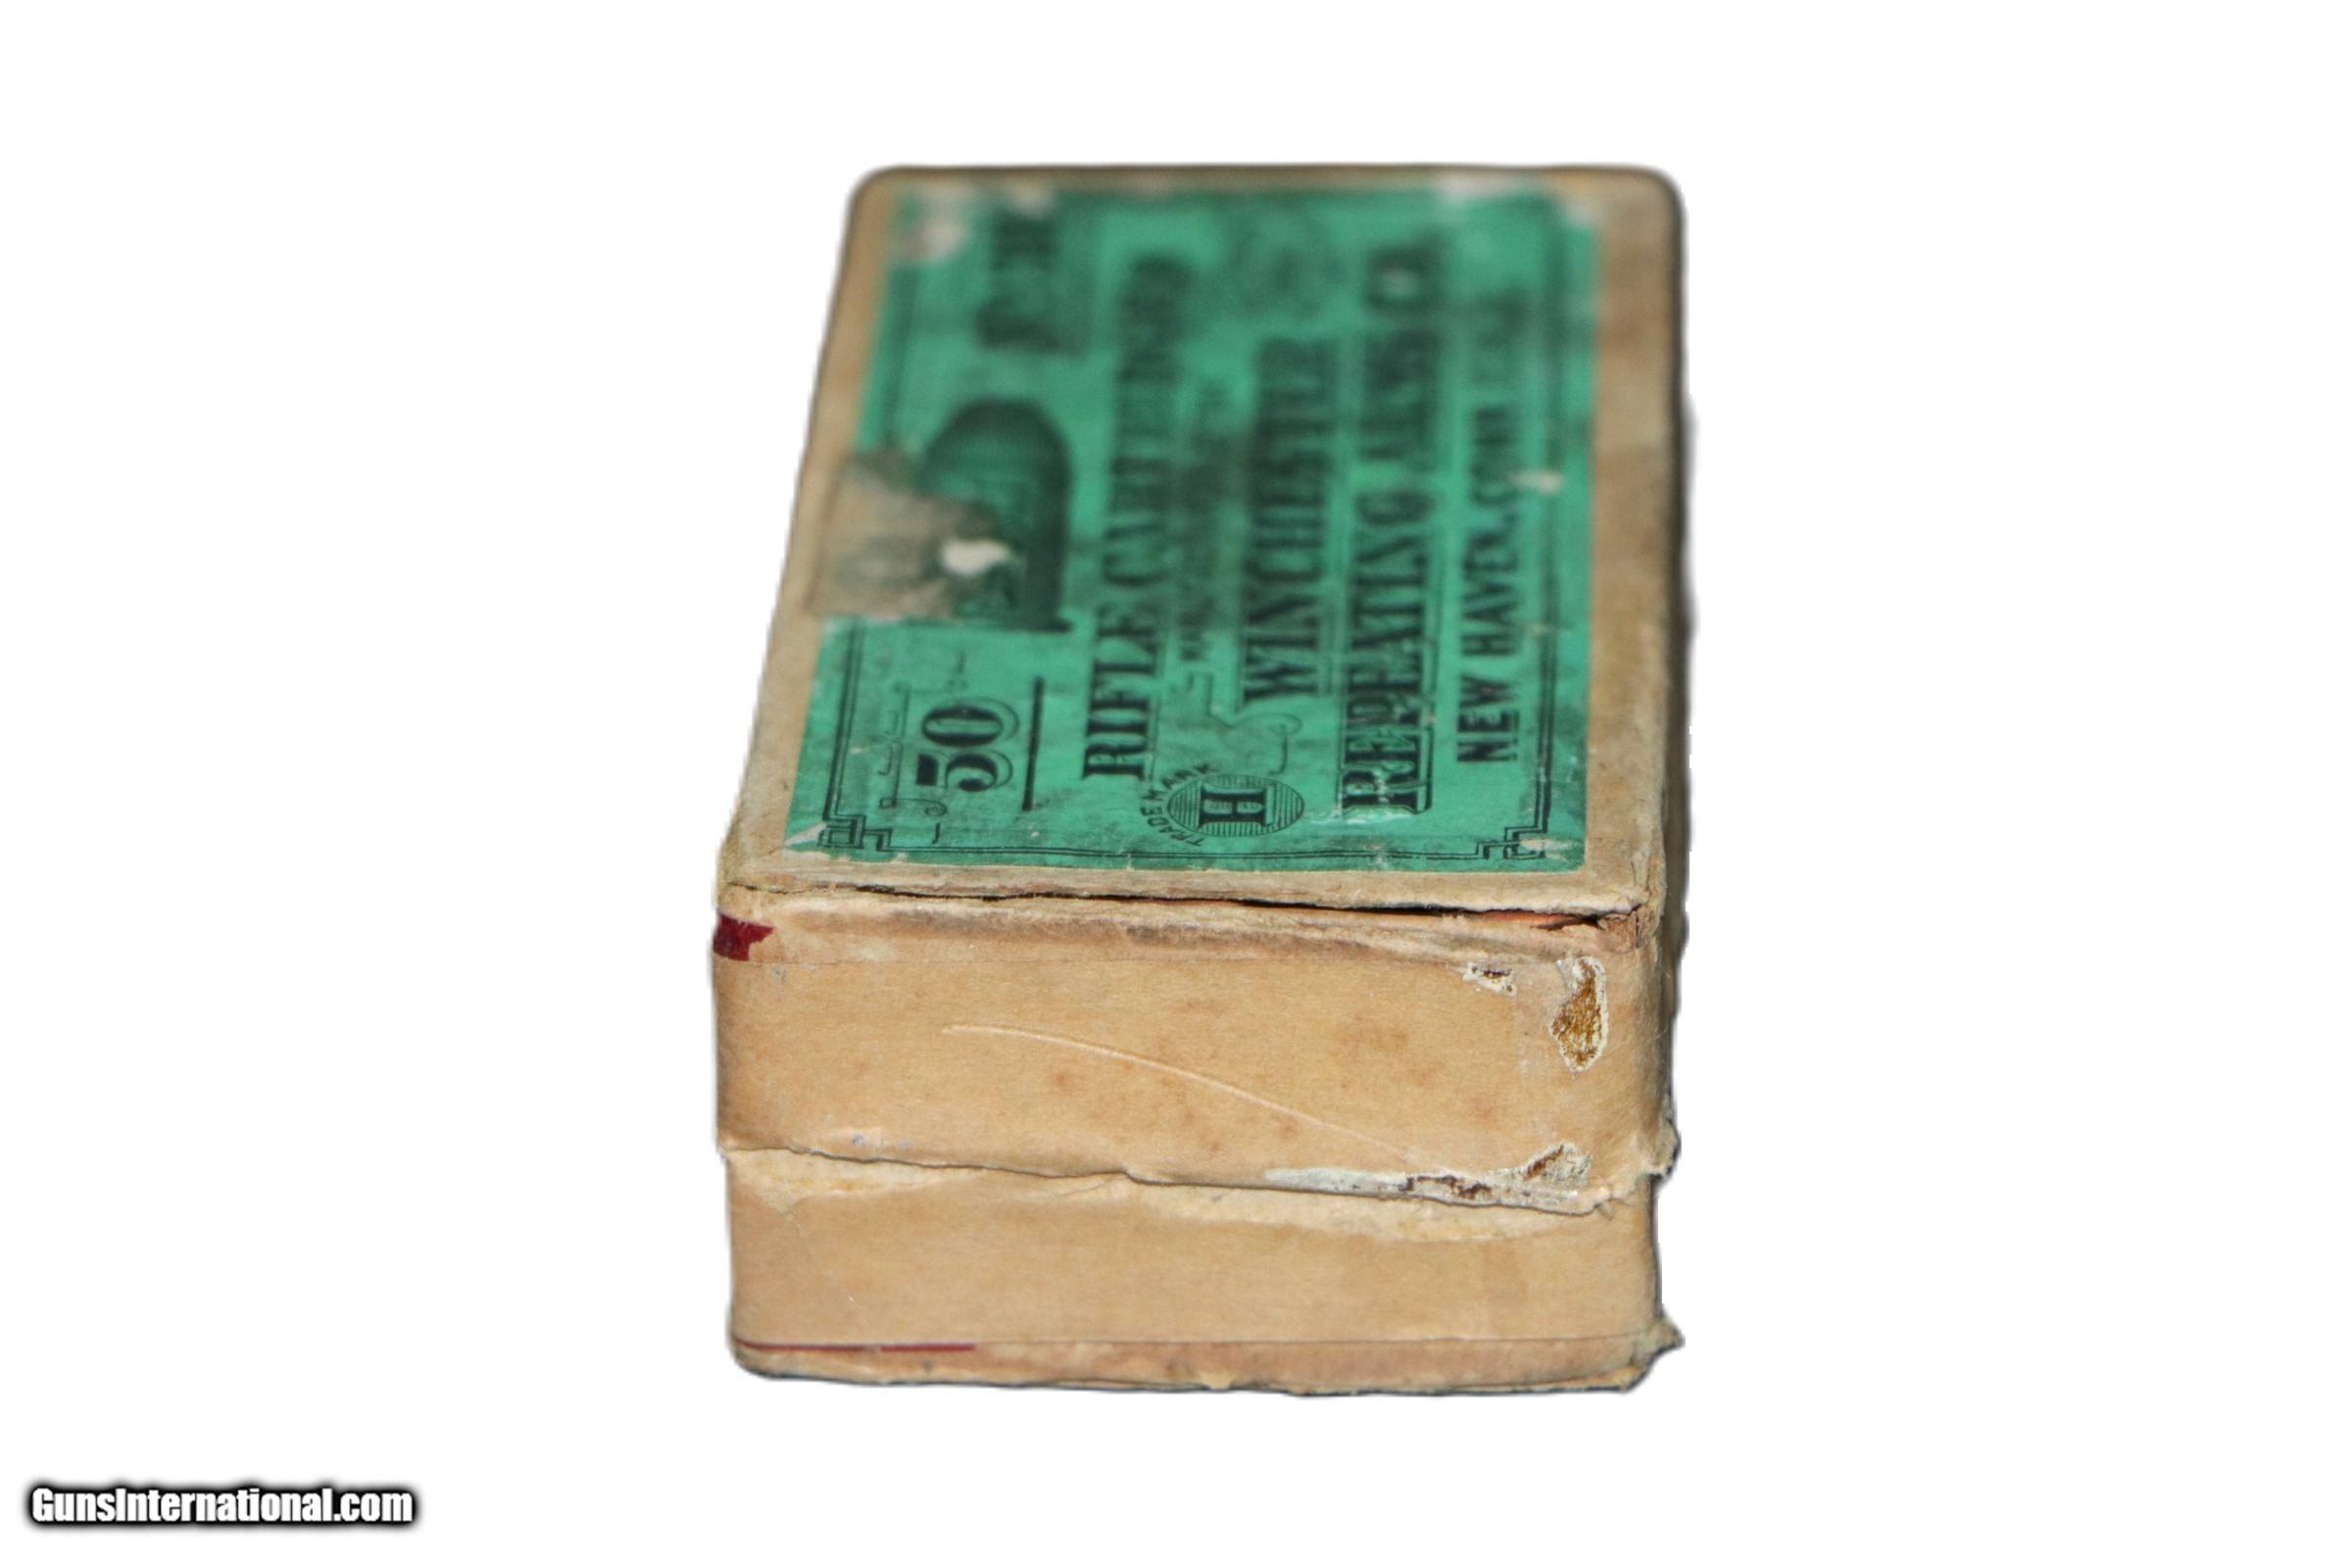 50
RIFLE CARTRIDGES
TRADE MARK
H
WINCHESTER
REPEATING ARMS CO.
NEW HAVEN, CONN
GunsInternational.com